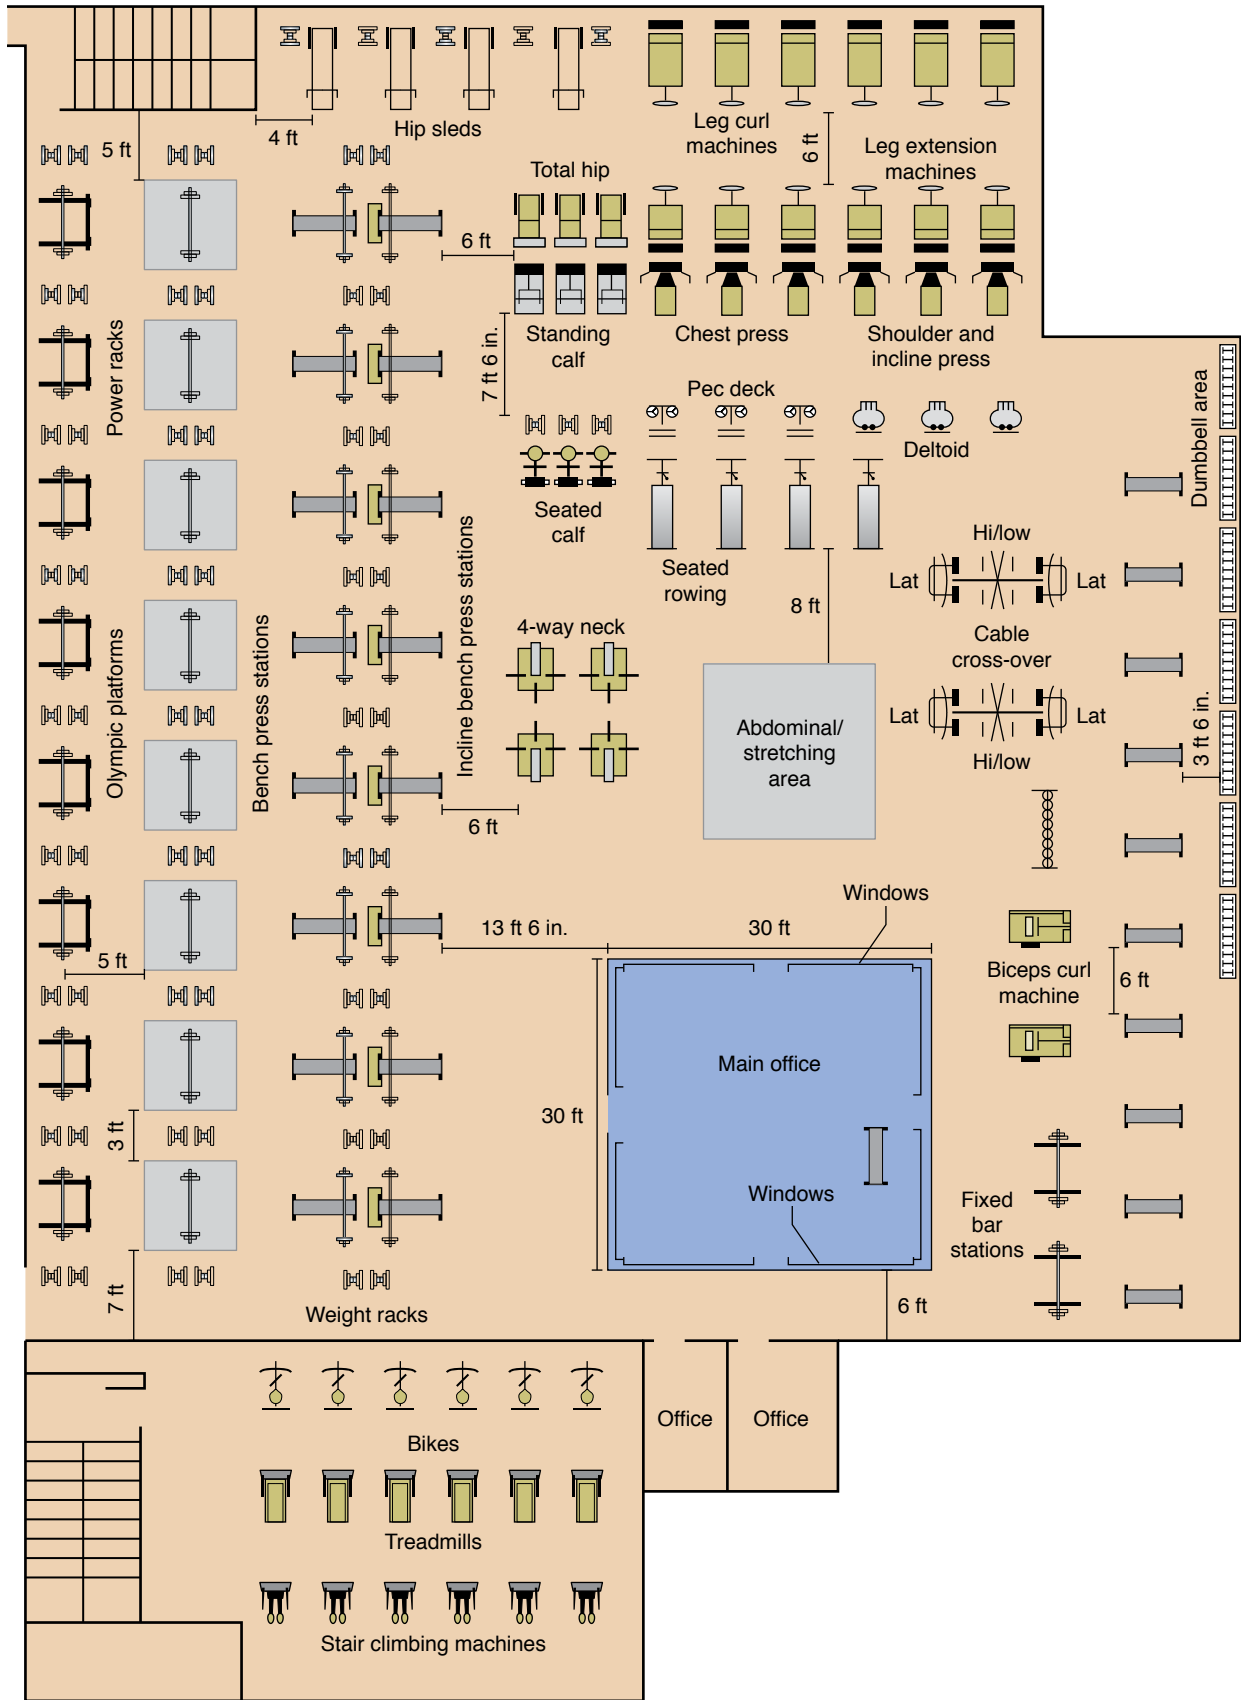 4 ft
Hip sleds
Leg curl
machines
6 ft
Leg extension
machines
5 ft
Total hip
6 ft
Standing
calf
Chest press
Shoulder and
incline press
7 ft 6 in.
Power racks
Pec deck
Deltoid
Dumbbell area
Seated
calf
Seated
rowing
Hi/low
Lat
Lat
8 ft
Cable
cross-over
Lat
Lat
Hi/low
3 ft 6 in.
Olympic platforms
Bench press stations
Incline bench press stations
4-way neck
Abdominal/
stretching
area
6 ft
Windows
13 ft 6 in.
30 ft
5 ft
Biceps curl
machine
6 ft
Main office
30 ft
3 ft
Windows
Fixed
bar
stations
7 ft
6 ft
Weight racks
Bikes
Office
Office
Treadmills
Stair climbing machines